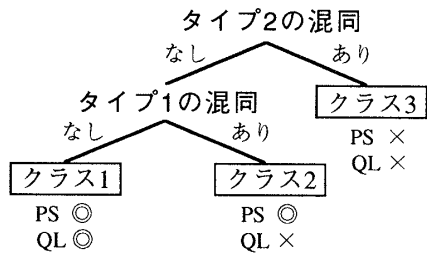 タイプ2の混同
なし あり
タイプ1の混同
クラス3
なし あり
PS ×
QL ×
クラス1 クラス2
PS ◎ PS ◎
QL ◎ QL ×